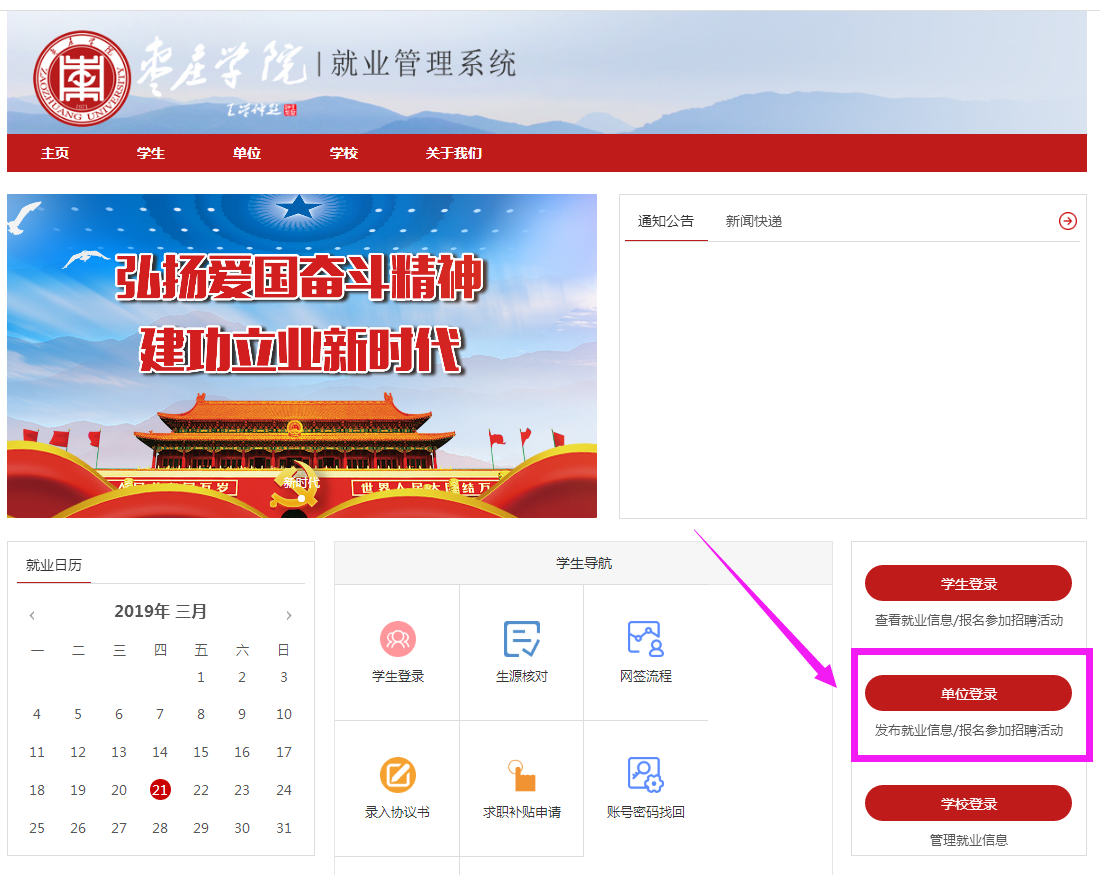 枣庄学院 | 就业管理系统
ZAOZHUANG UNIVERSITY
主页 学生 单位 学校 关于我们
弘扬爱国奋斗精神
建功立业新时代
新时代
通知公告 新闻快递
就业日历
‹ 2019年 三月 ›
一 二 三 四 五 六 日
1 2 3
4 5 6 7 8 9 10
11 12 13 14 15 16 17
18 19 20 21 22 23 24
25 26 27 28 29 30 31
学生导航
学生登录 生源核对 网签流程
录入协议书 求职补贴申请 账号密码找回
学生登录
查看就业信息/报名参加招聘活动
单位登录
发布就业信息/报名参加招聘活动
学校登录
管理就业信息